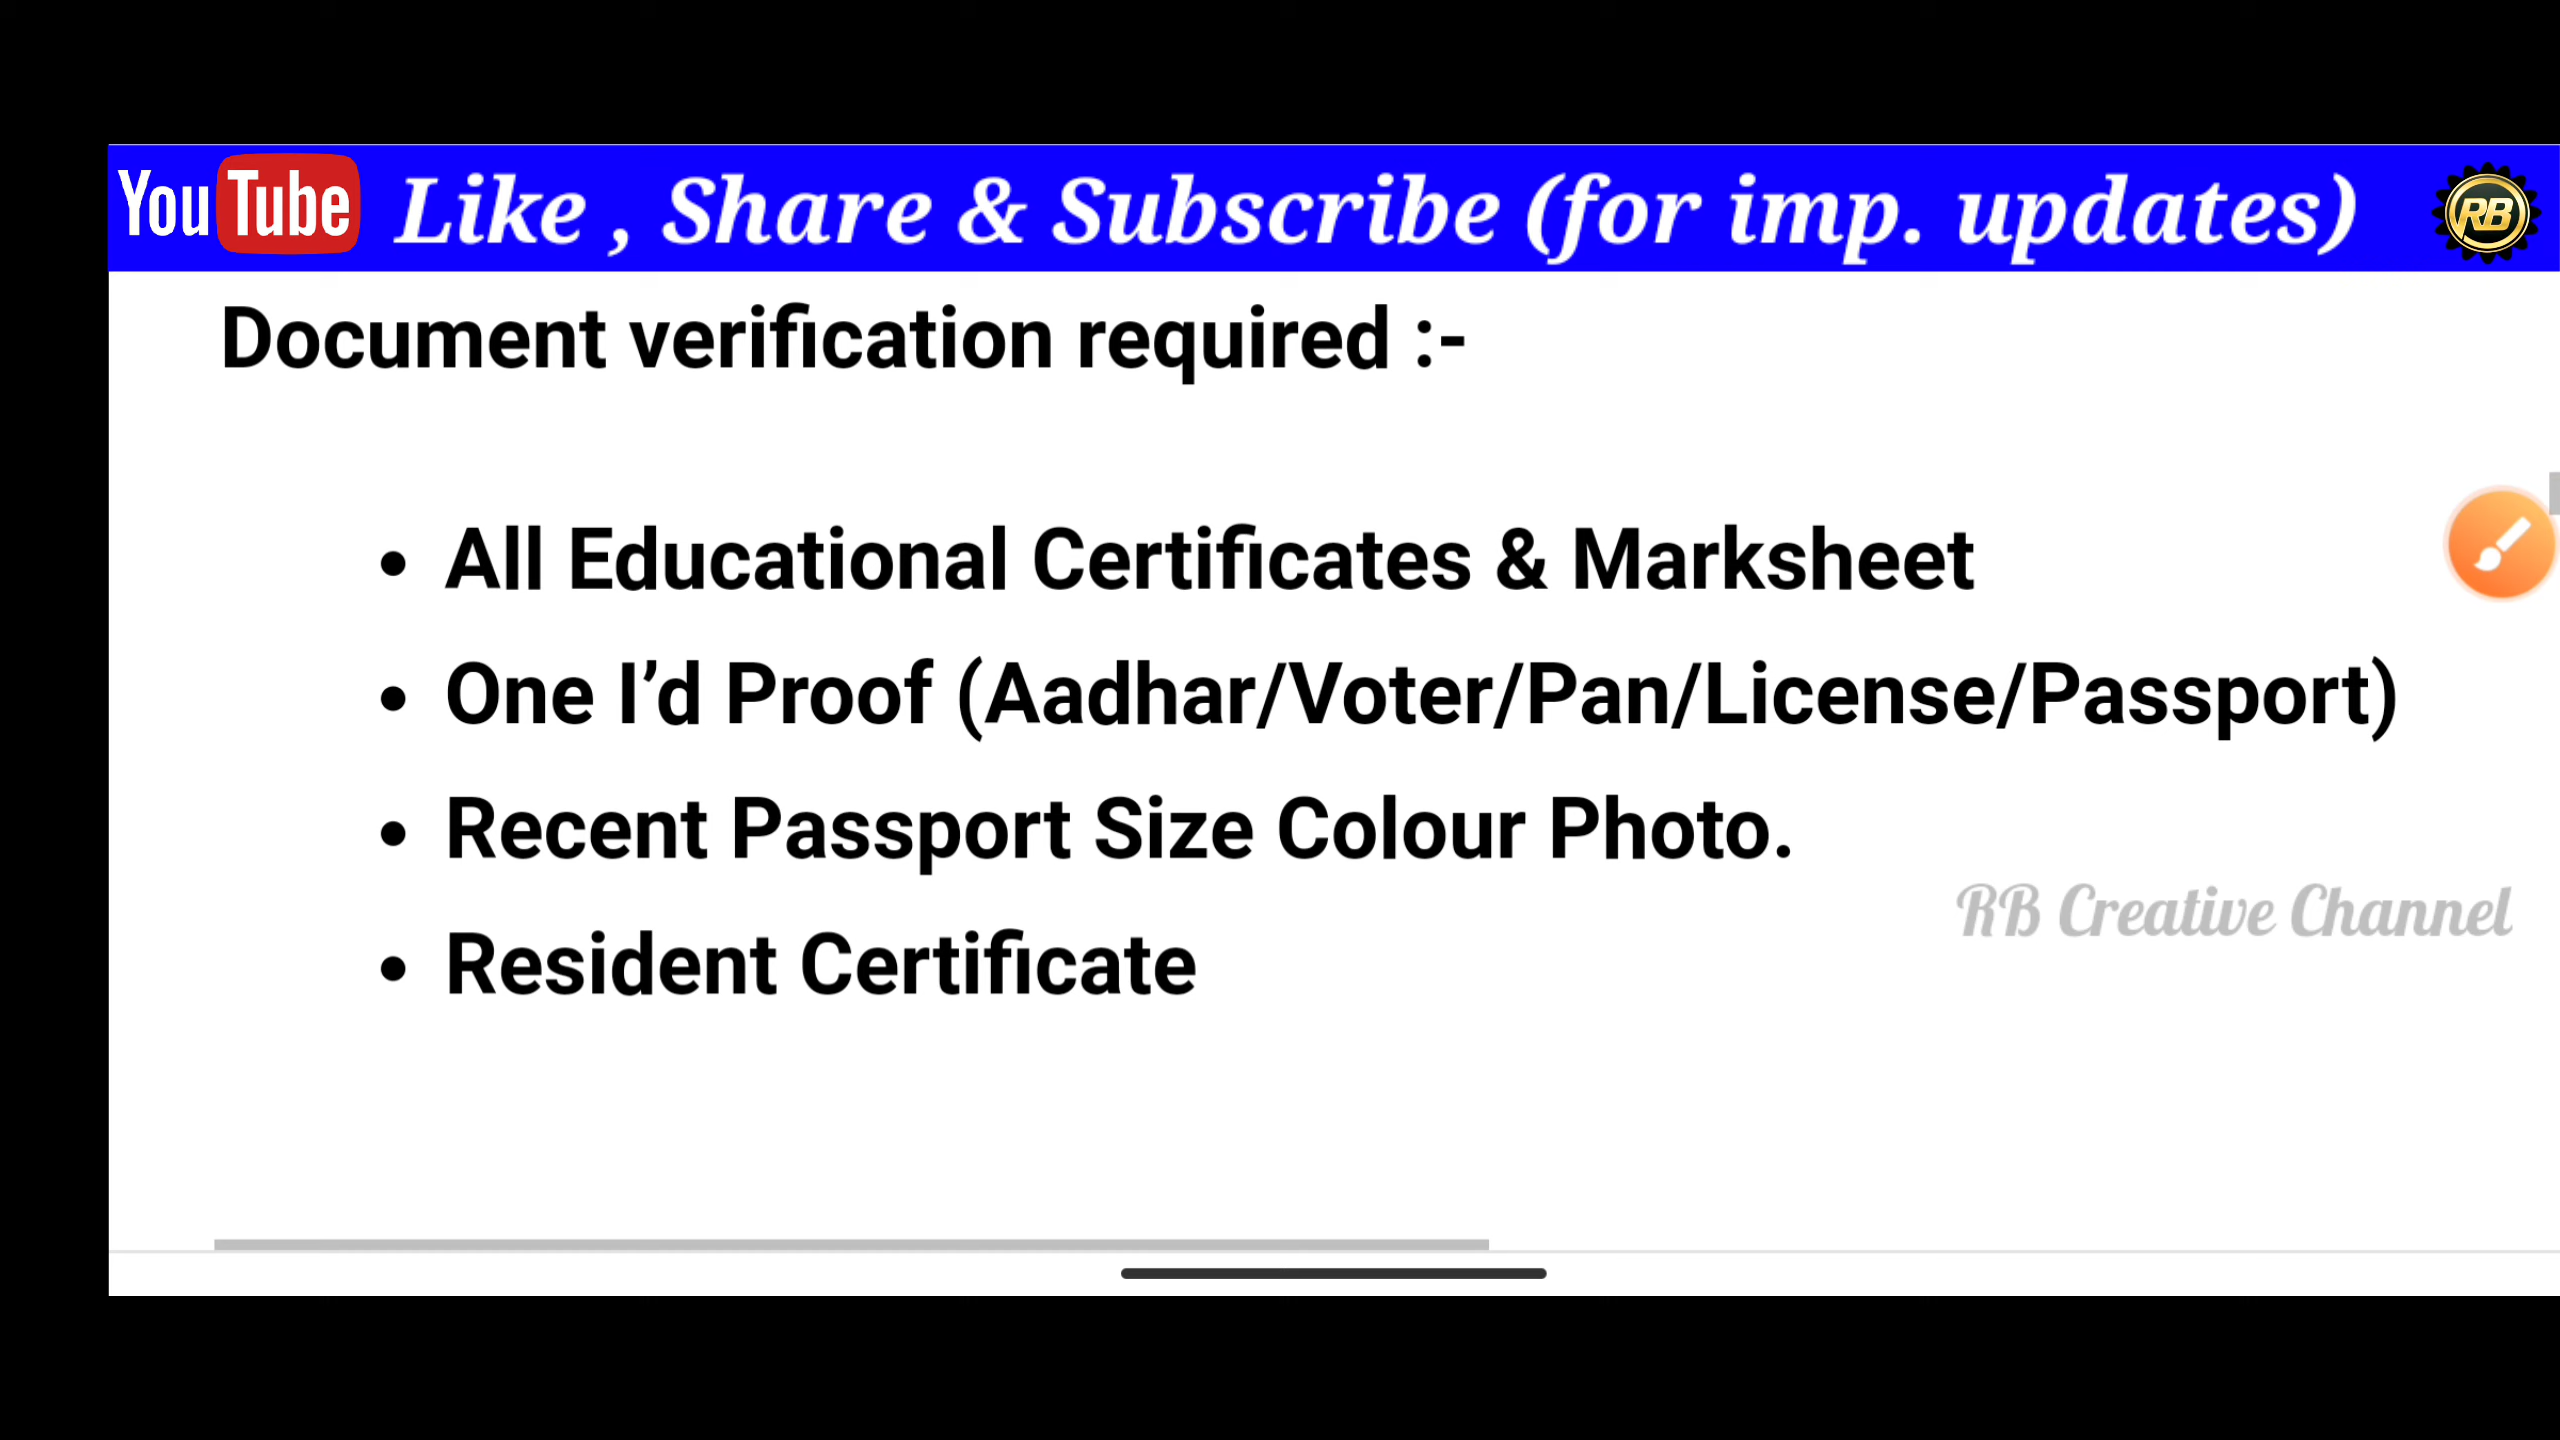 YouTube Like , Share & Subscribe (for imp. updates) RB
Document verification required :-
• All Educational Certificates & Marksheet
• One I’d Proof (Aadhar/Voter/Pan/License/Passport)
• Recent Passport Size Colour Photo.
RB Creative Channel
• Resident Certificate